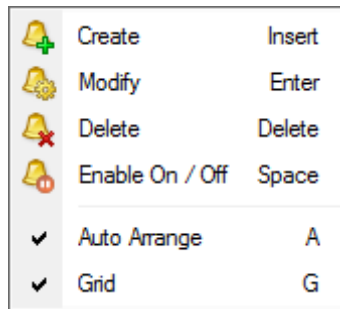 Create Insert
Modify Enter
Delete Delete
Enable On / Off Space
Auto Arrange A
Grid G